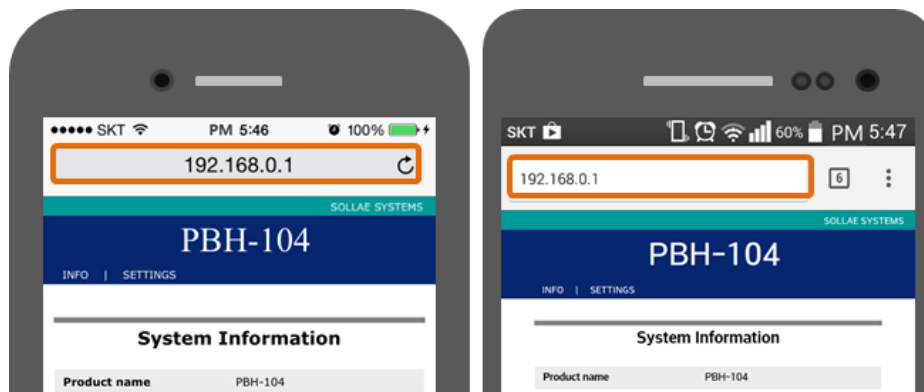 SKT PM 5:46 100%
192.168.0.1
SOLLAE SYSTEMS
PBH-104
INFO | SETTINGS
System Information
Product name PBH-104
SKT 60% PM 5:47
192.168.0.1 6
SOLLAE SYSTEMS
PBH-104
INFO | SETTINGS
System Information
Product name PBH-104